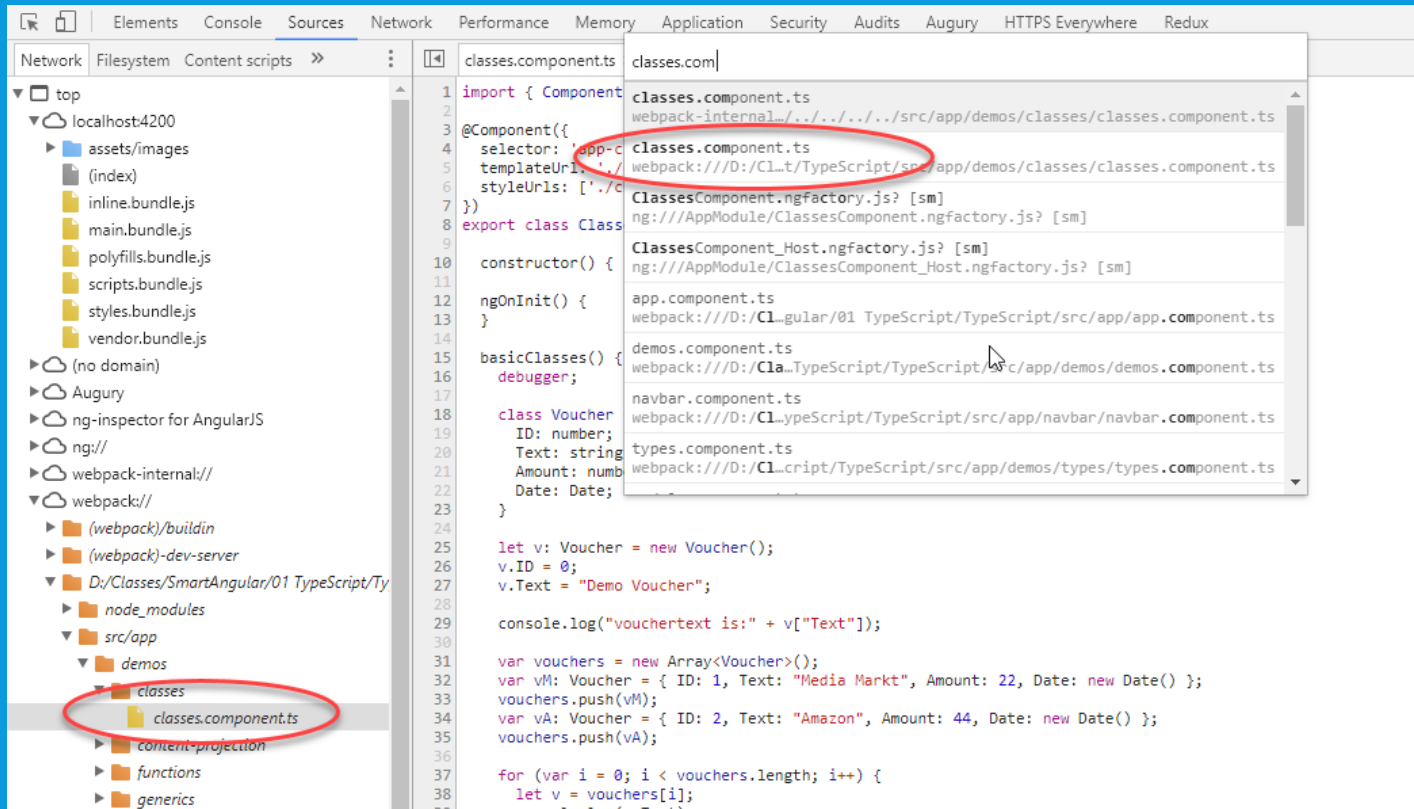 Elements Console Sources Network Performance Memory Application Security Audits Augury HTTPS Everywhere Redux
Network Filesystem Content scripts »
top
localhost:4200
assets/images
(index)
inline.bundle.js
main.bundle.js
polyfills.bundle.js
scripts.bundle.js
styles.bundle.js
vendor.bundle.js
(no domain)
Augury
ng-inspector for AngularJS
ng://
webpack-internal://
webpack://
(webpack)/buildin
(webpack)-dev-server
D:/Classes/SmartAngular/01 TypeScript/Ty
node_modules
src/app
demos
classes
classes.component.ts
content-projection
functions
generics
classes.component.ts
1 import { Component
2
3 @Component({
4 selector: 'app-c
5 templateUrl: './
6 styleUrls: ['./c
7 })
8 export class Class
9
10 constructor() {
11
12 ngOnInit() {
13 }
14
15 basicClasses() {
16 debugger;
17
18 class Voucher
19 ID: number;
20 Text: string
21 Amount: numb
22 Date: Date;
23 }
24
25 let v: Voucher = new Voucher();
26 v.ID = 0;
27 v.Text = "Demo Voucher";
28
29 console.log("vouchertext is:" + v["Text"]);
30
31 var vouchers = new Array<Voucher>();
32 var vM: Voucher = { ID: 1, Text: "Media Markt", Amount: 22, Date: new Date() };
33 vouchers.push(vM);
34 var vA: Voucher = { ID: 2, Text: "Amazon", Amount: 44, Date: new Date() };
35 vouchers.push(vA);
36
37 for (var i = 0; i < vouchers.length; i++) {
38 let v = vouchers[i];
classes.com
classes.component.ts
webpack-internal…/../../../../src/app/demos/classes/classes.component.ts
classes.component.ts
webpack:///D:/Cl…t/TypeScript/src/app/demos/classes/classes.component.ts
ClassesComponent.ngfactory.js? [sm]
ng:///AppModule/ClassesComponent.ngfactory.js? [sm]
ClassesComponent_Host.ngfactory.js? [sm]
ng:///AppModule/ClassesComponent_Host.ngfactory.js? [sm]
app.component.ts
webpack:///D:/Cl…gular/01 TypeScript/TypeScript/src/app/app.component.ts
demos.component.ts
webpack:///D:/Cla…TypeScript/TypeScript/src/app/demos/demos.component.ts
navbar.component.ts
webpack:///D:/Cl…ypeScript/TypeScript/src/app/navbar/navbar.component.ts
types.component.ts
webpack:///D:/Cl…cript/TypeScript/src/app/demos/types/types.component.ts